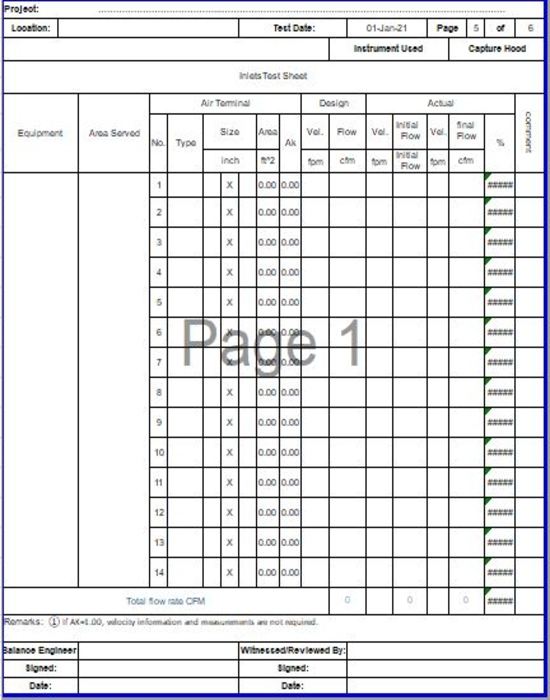 Project:
Location: Test Date: 01-Jan-21 Page 5 of 6
Instrument Used Capture Hood
Inlets Test Sheet
Equipment Area Served Air Terminal Design Actual comment
No. Type Size Area Ak Vel. Flow Vel. Initial Flow Vel. final Flow %
inch ft^2 fpm cfm fpm Initial Flow fpm cfm
1 X 0.00 0.00 #####
2 X 0.00 0.00 #####
3 X 0.00 0.00 #####
4 X 0.00 0.00 #####
5 X 0.00 0.00 #####
6 X 0.00 0.00 #####
Page 1
7 X 0.00 0.00 #####
8 X 0.00 0.00 #####
9 X 0.00 0.00 #####
10 X 0.00 0.00 #####
11 X 0.00 0.00 #####
12 X 0.00 0.00 #####
13 X 0.00 0.00 #####
14 X 0.00 0.00 #####
Total flow rate CFM 0 0 0 #####
Remarks: ① If AK=1.00, velocity information and measurements are not required.
Balance Engineer Witnessed/Reviewed By:
Signed: Signed:
Date: Date: